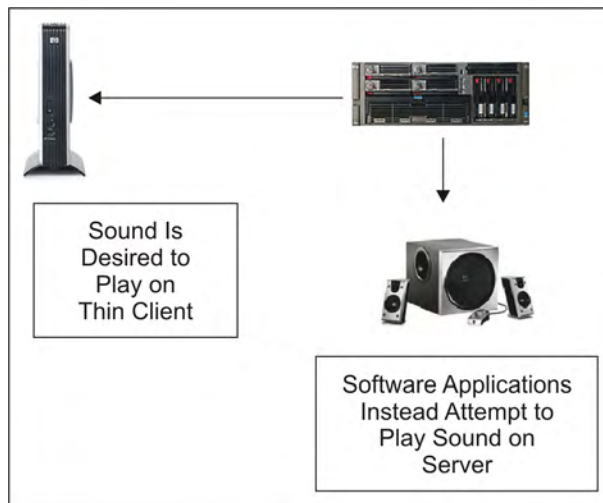 Sound Is
Desired to
Play on
Thin Client
Software Applications
Instead Attempt to
Play Sound on
Server